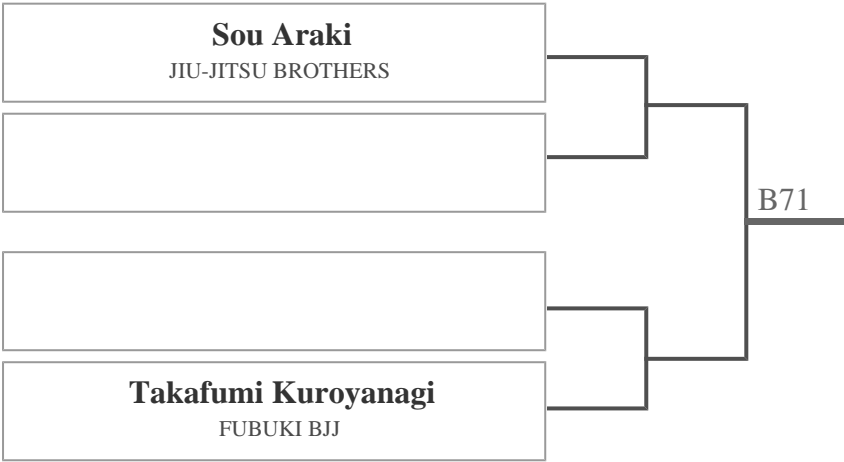 Sou Araki
JIU-JITSU BROTHERS
B71
Takafumi Kuroyanagi
FUBUKI BJJ